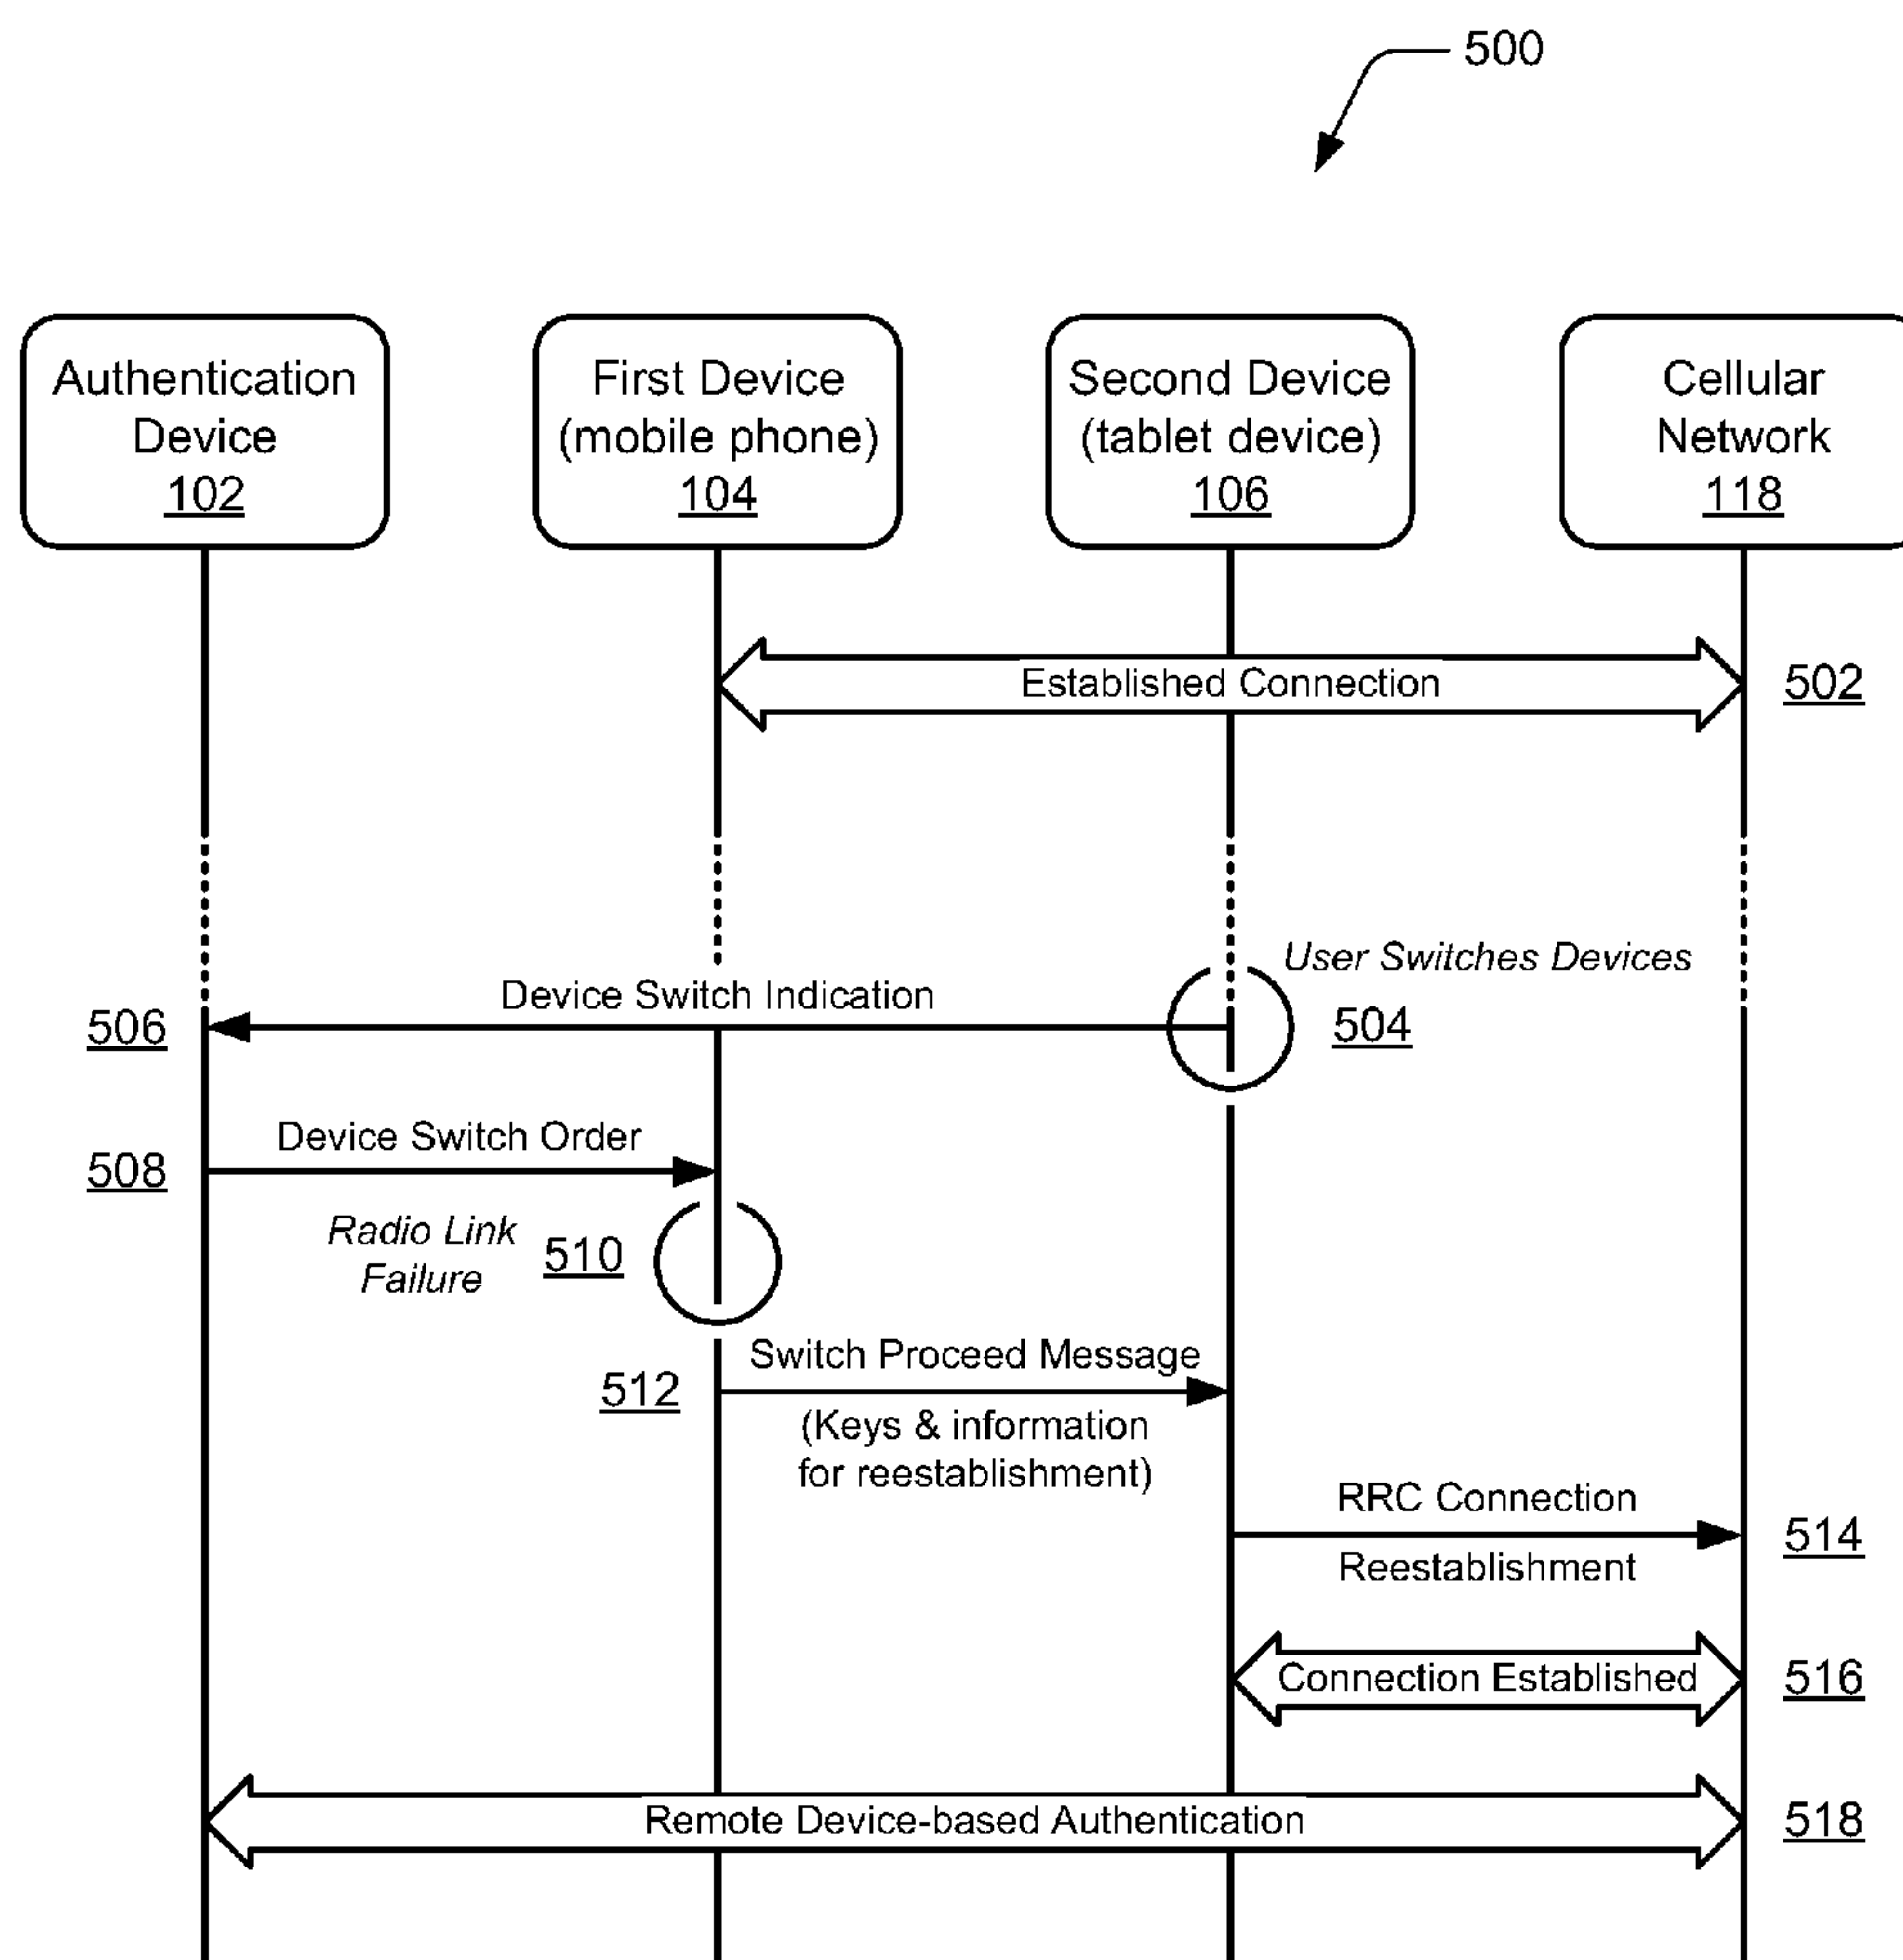 500
Authentication
Device
102
First Device
(mobile phone)
104
Second Device
(tablet device)
106
Cellular
Network
118
Established Connection
502
User Switches Devices
504
Device Switch Indication
506
Device Switch Order
508
Radio Link
Failure
510
Switch Proceed Message
512
(Keys & information
for reestablishment)
RRC Connection
514
Reestablishment
Connection Established
516
Remote Device-based Authentication
518